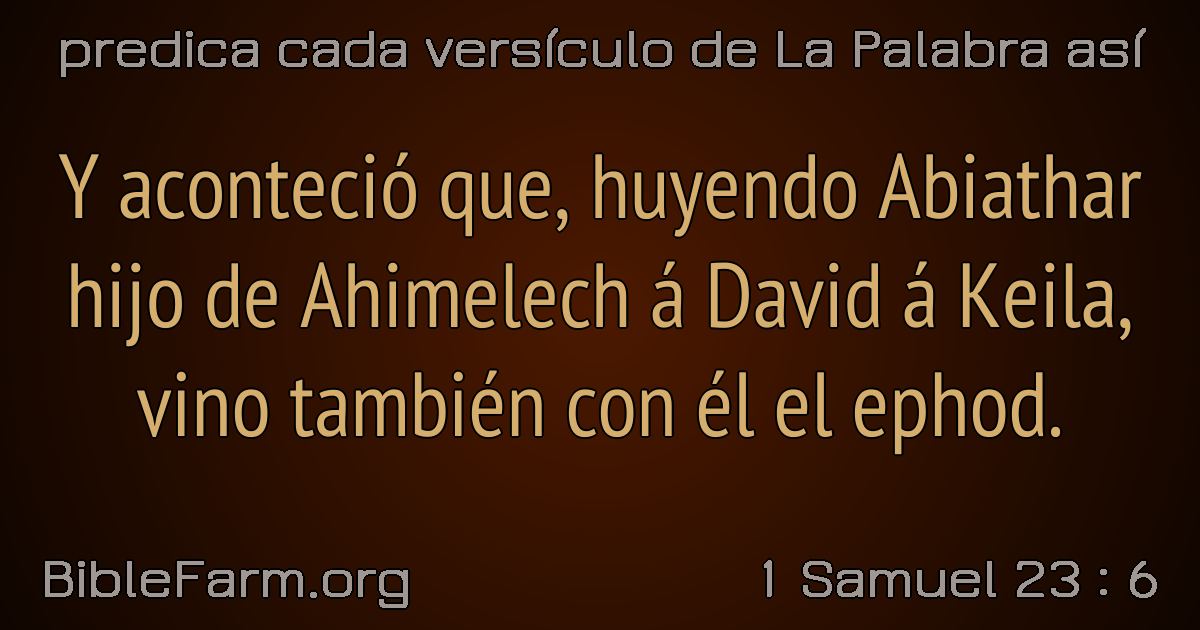 predica cada versículo de La Palabra así
Y aconteció que, huyendo Abiathar
hijo de Ahimelech á David á Keila,
vino también con él el ephod.
BibleFarm.org
1 Samuel 23 : 6